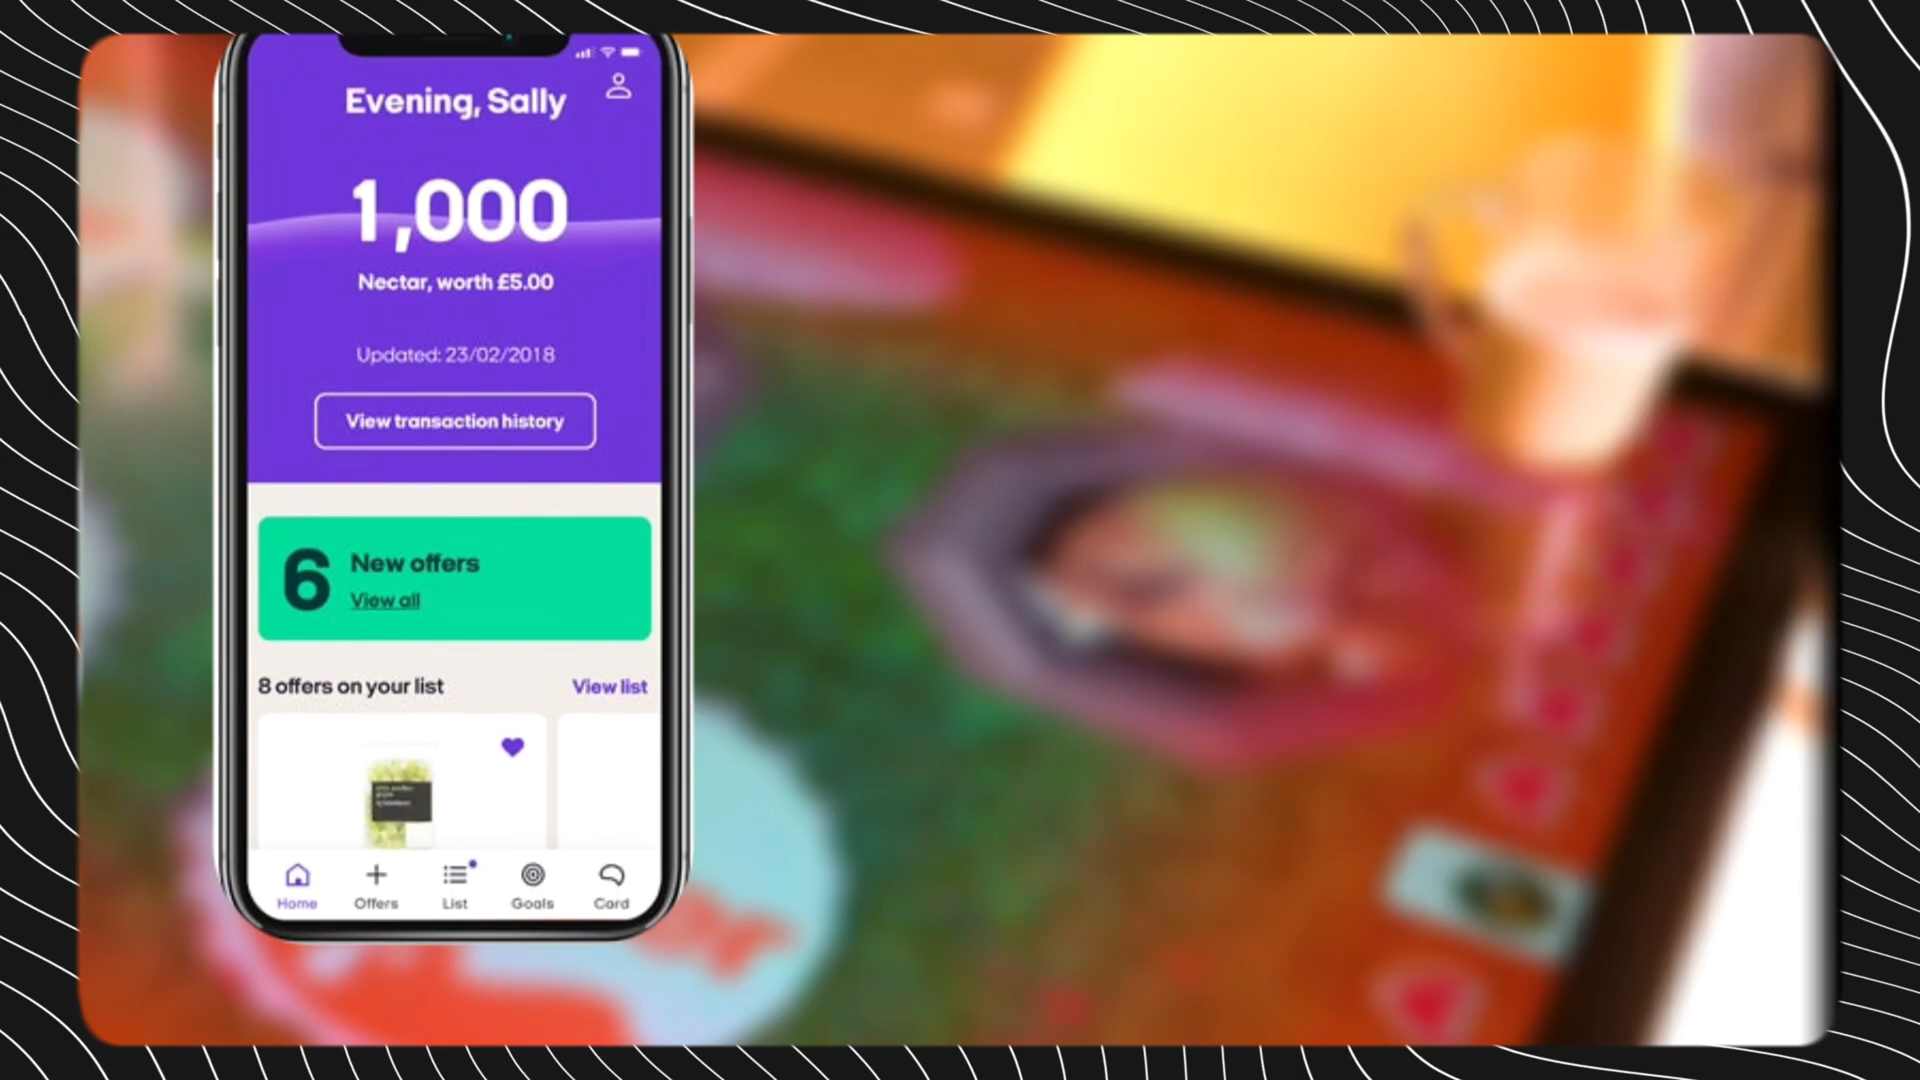 Evening, Sally
1,000
Nectar, worth £5.00
Updated: 23/02/2018
View transaction history
6
New offers
View all
8 offers on your list
View list
Home
Offers
List
Goals
Card